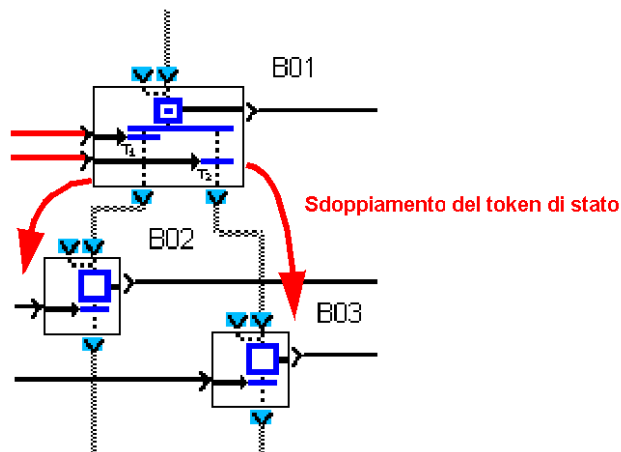 B01
T1
T2
Sdoppiamento del token di stato
B02
B03